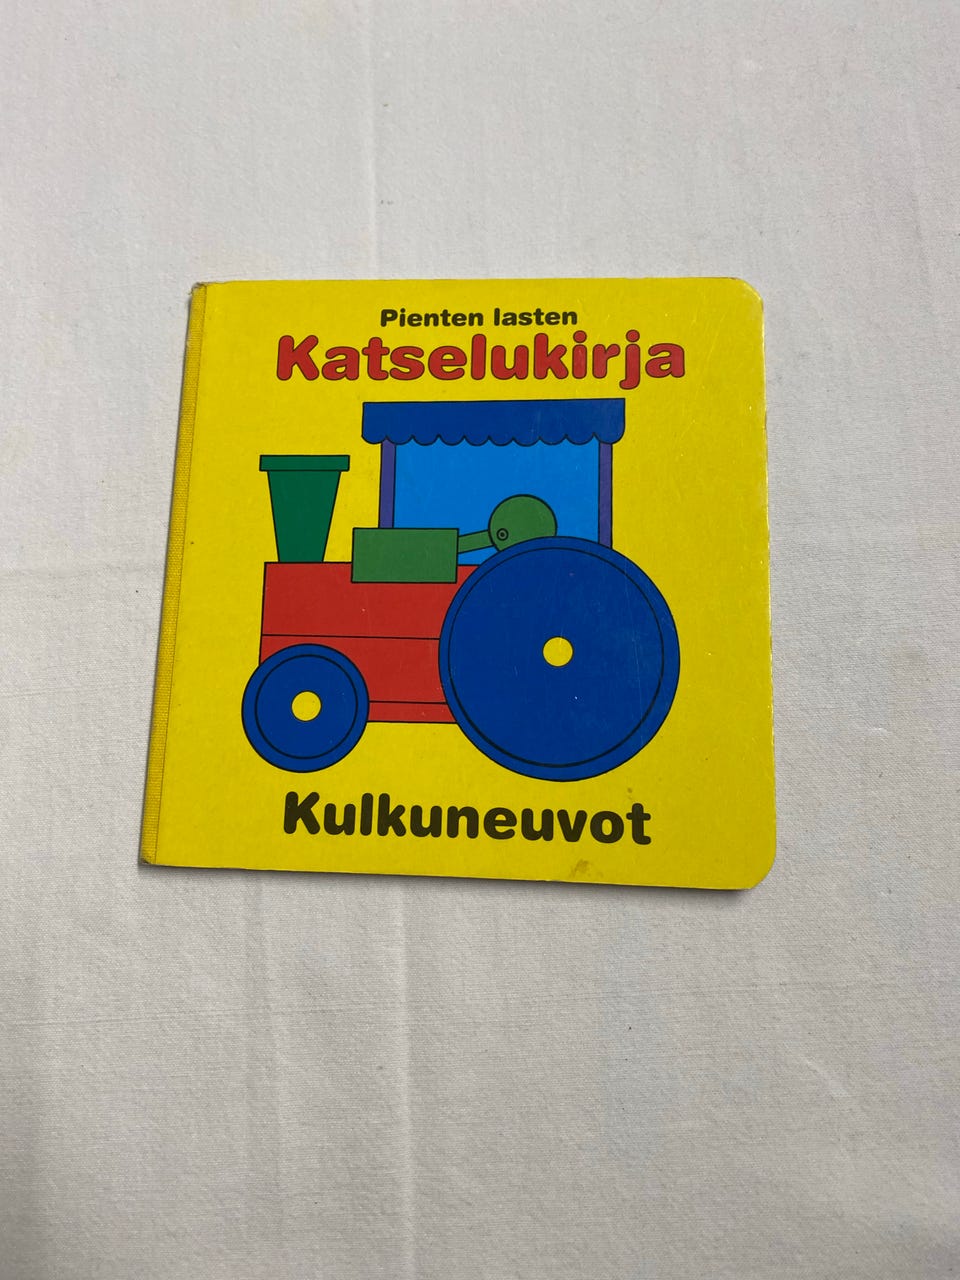 Pienten lasten
Katselukirja
Kulkuneuvot